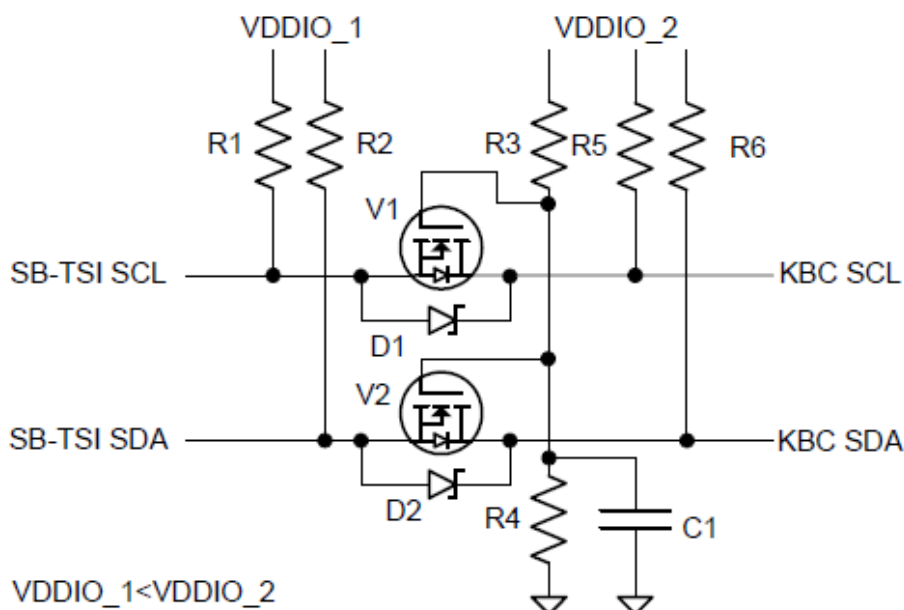 VDDIO_1 VDDIO_2
R1 R2 R3 R5 R6
V1
SB-TSI SCL KBC SCL
D1
V2
SB-TSI SDA KBC SDA
D2 R4 C1
VDDIO_1<VDDIO_2